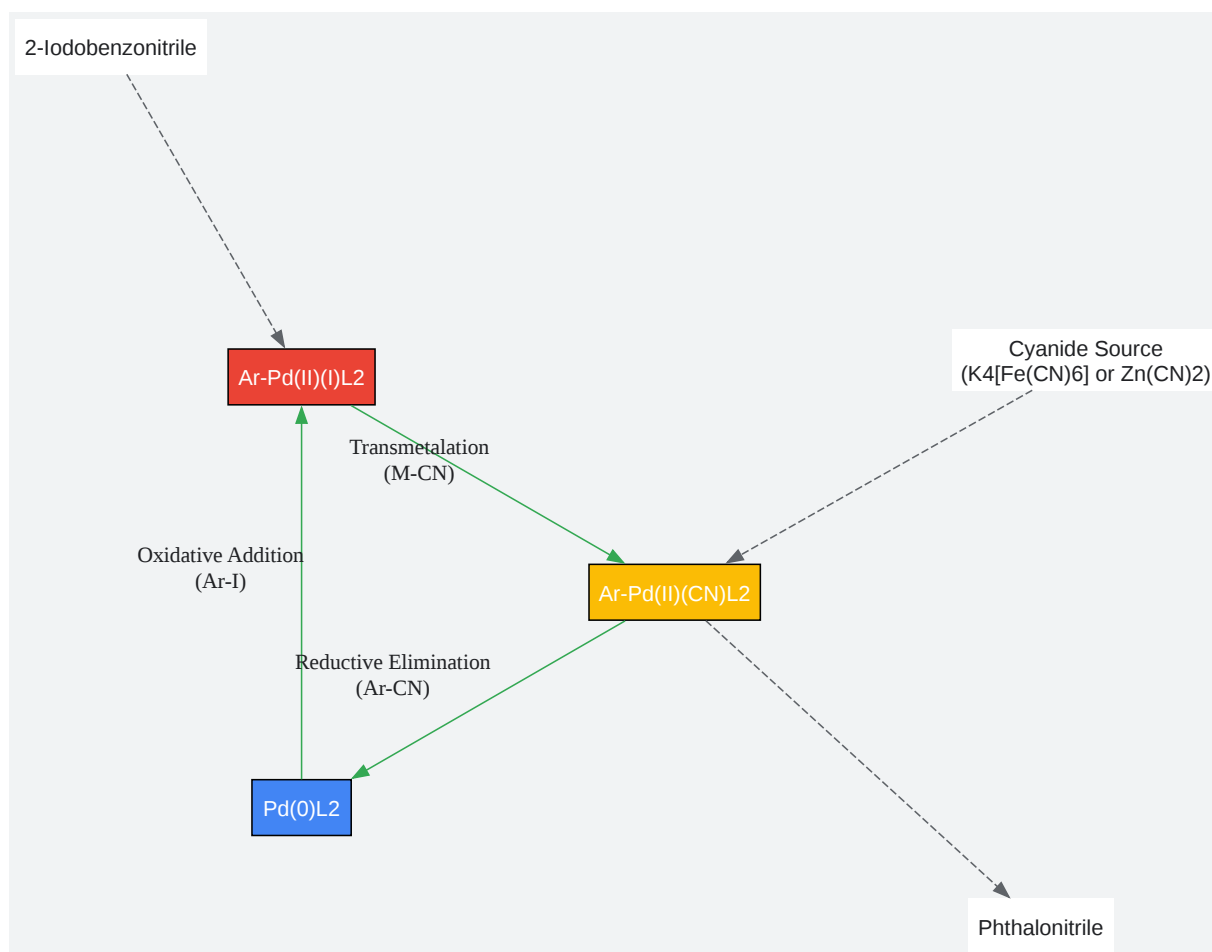 2-Iodobenzonitrile
Cyanide Source
(K4[Fe(CN)6] or Zn(CN)2)
Ar-Pd(II)(I)L2
Transmetalation
(M-CN)
Oxidative Addition
(Ar-I)
Ar-Pd(II)(CN)L2
Reductive Elimination
(Ar-CN)
Pd(0)L2
Phthalonitrile